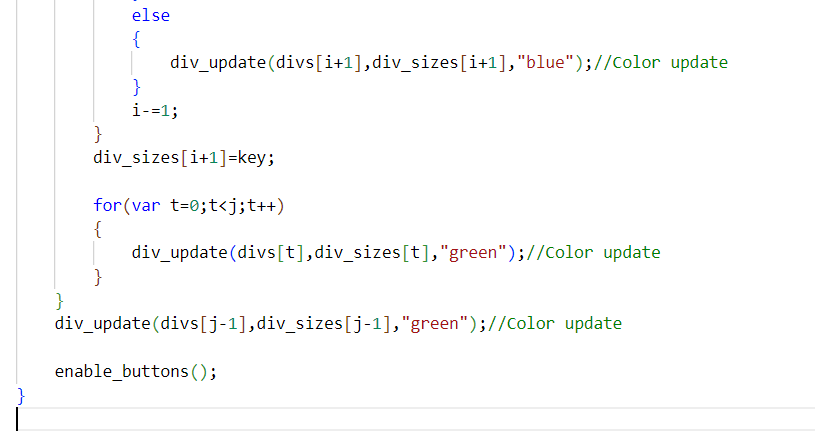 else
{
div_update(divs[i+1],div_sizes[i+1],"blue");//Color update
}
i-=1;
}
div_sizes[i+1]=key;
for(var t=0;t<j;t++)
{
div_update(divs[t],div_sizes[t],"green");//Color update
}
}
div_update(divs[j-1],div_sizes[j-1],"green");//Color update
enable_buttons();
}